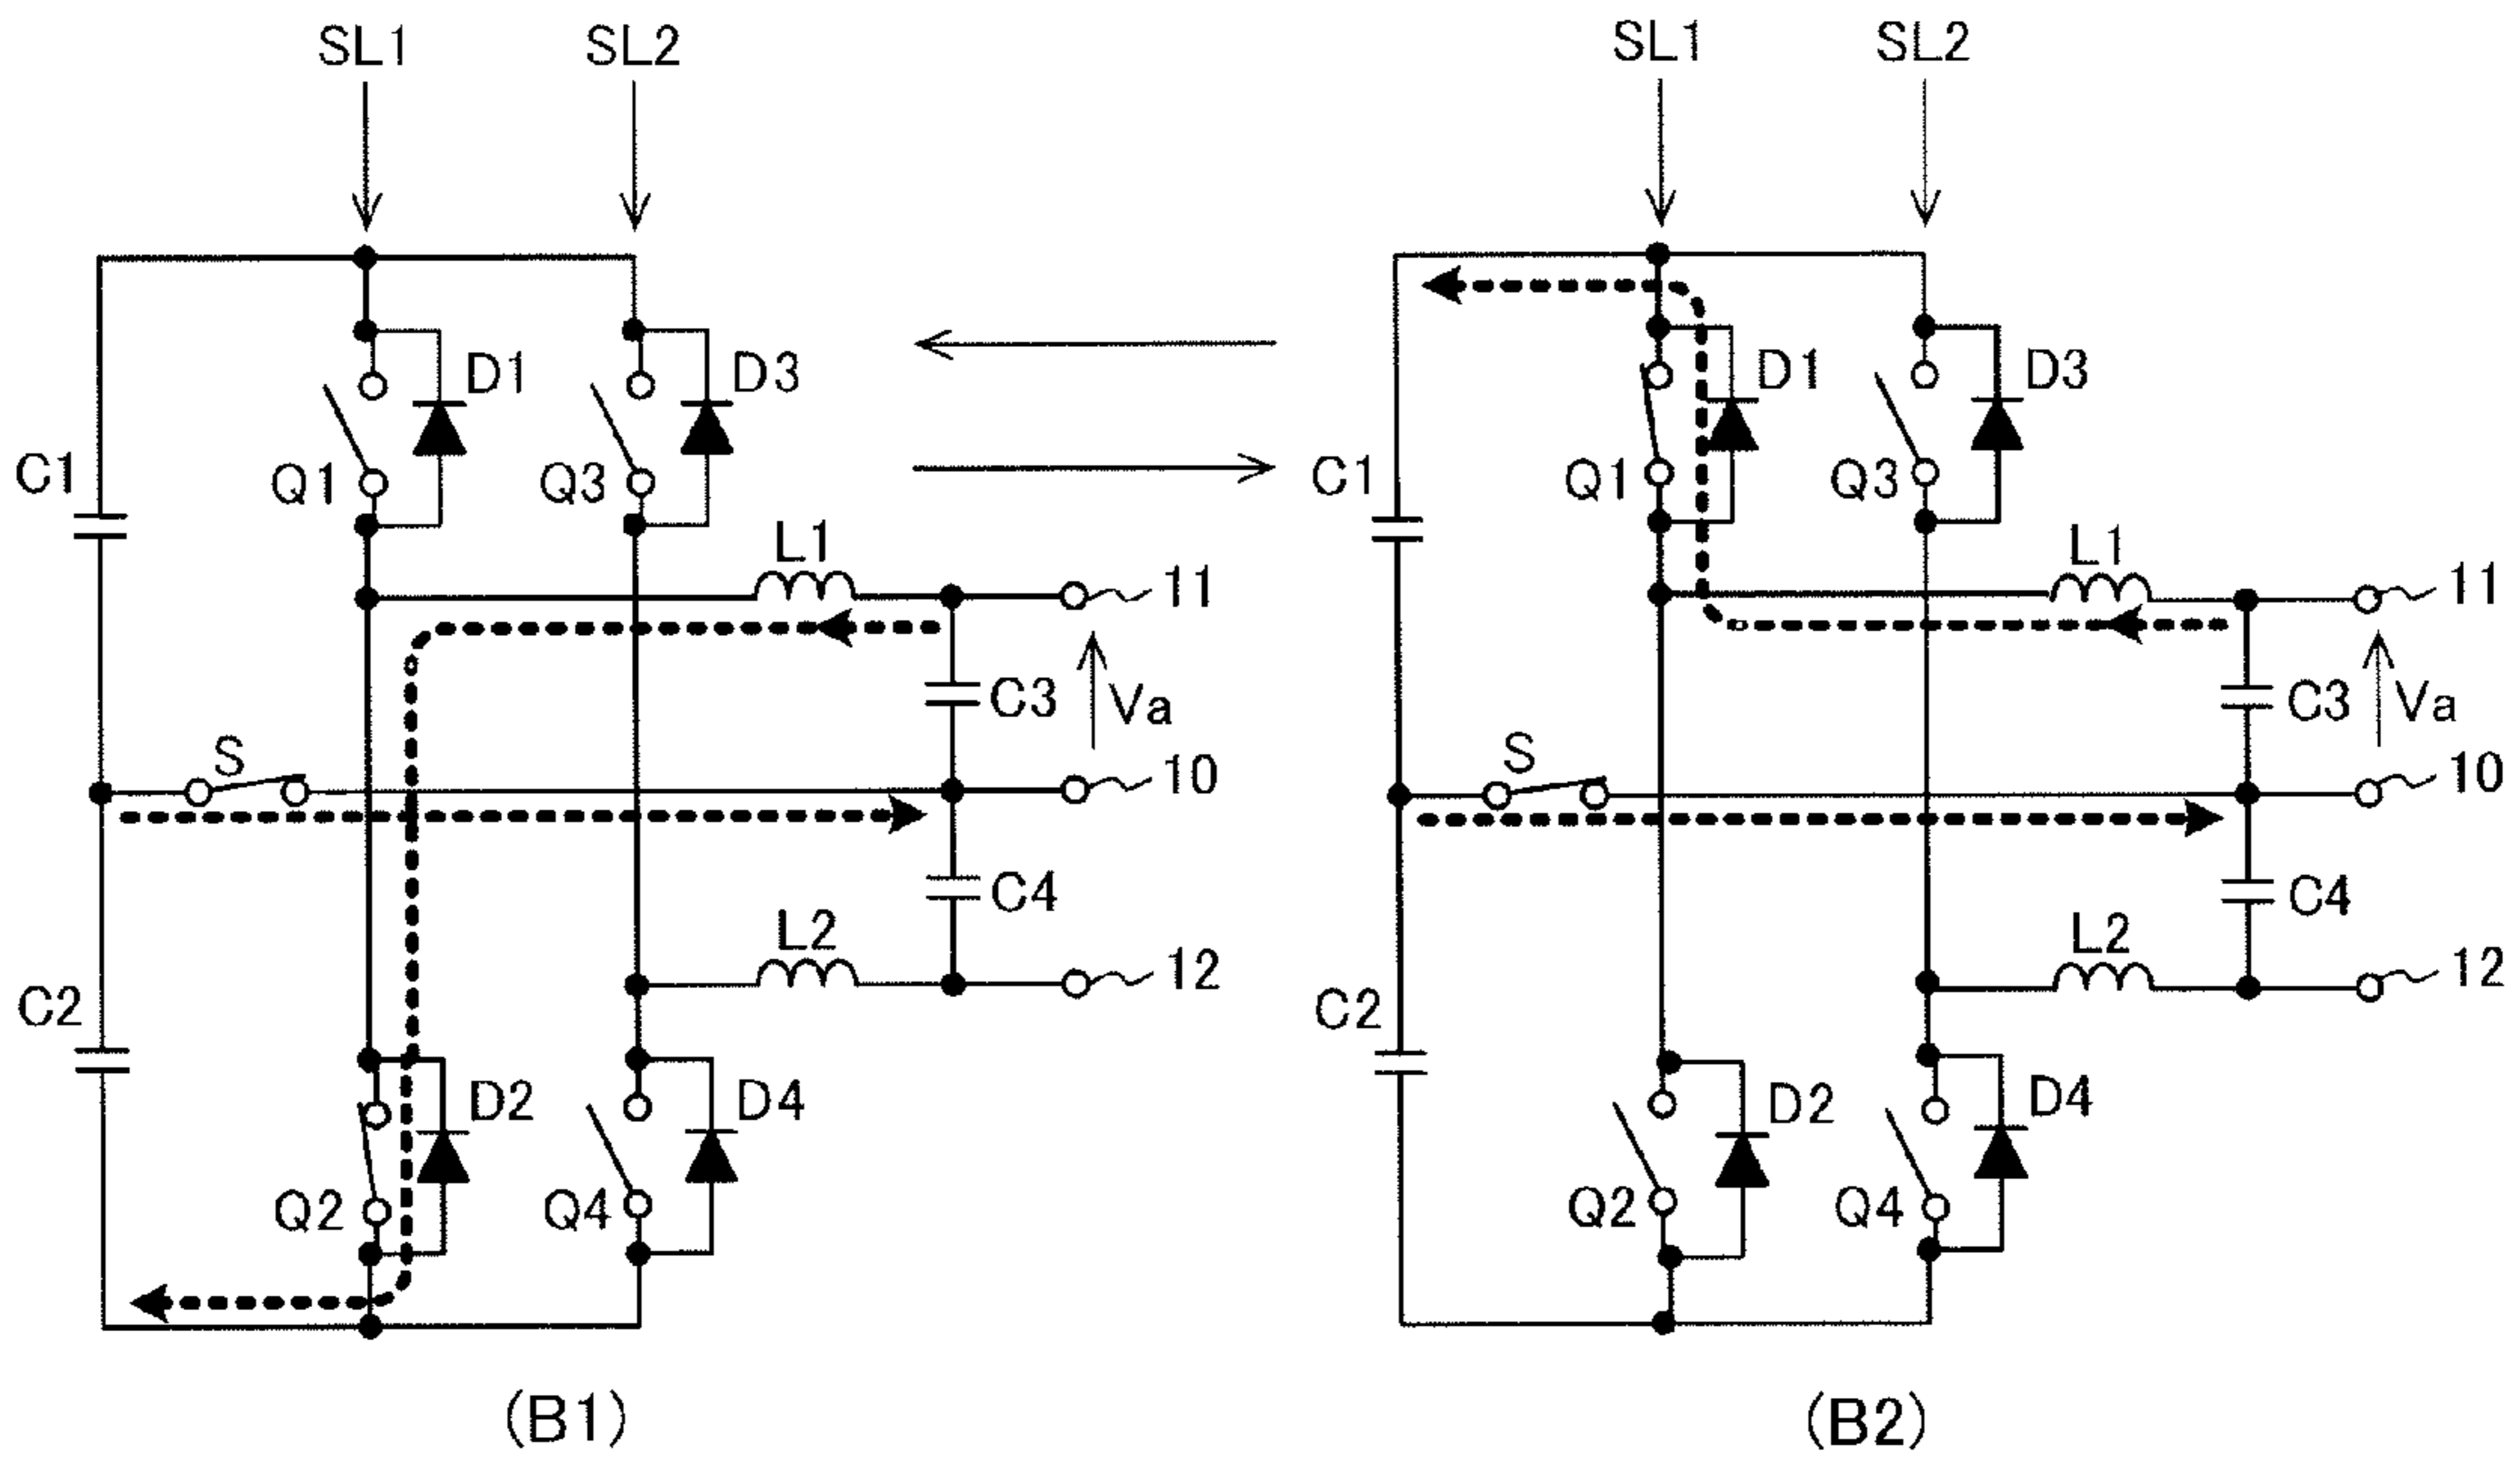 SL1 SL2
D1 D3
C1 Q1 Q3
L1 11
C3 Va
S 10
C4
L2 12
C2
D2 D4
Q2 Q4
(B1)
SL1 SL2
D1 D3
C1 Q1 Q3
L1 11
C3 Va
S 10
C4
L2 12
C2
D2 D4
Q2 Q4
(B2)